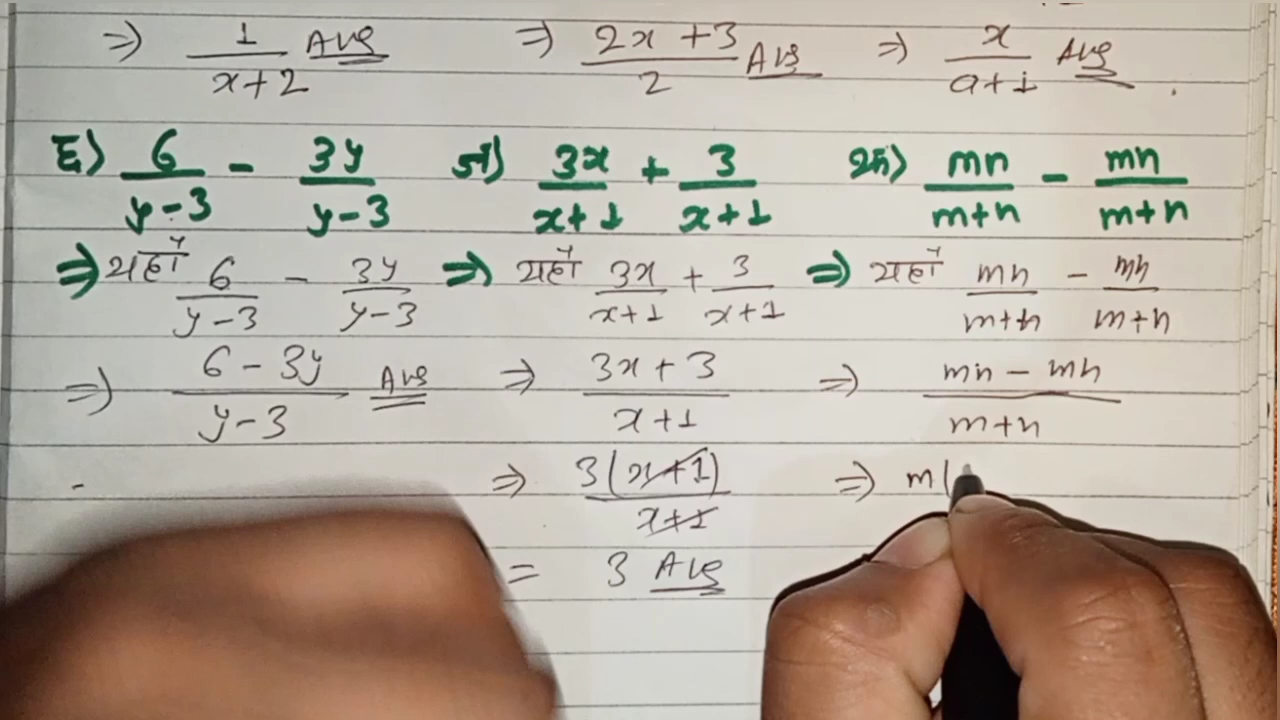 ⇒ 1/(x+2) Ans ⇒ (2x+3)/2 Ans ⇒ x/(a+1) Ans
ङ) 6/(y-3) - 3y/(y-3) च) 3x/(x+1) + 3/(x+1) छ) mn/(m+n) - mn/(m+n)
⇒ यहाँ 6/(y-3) - 3y/(y-3) ⇒ यहाँ 3x/(x+1) + 3/(x+1) ⇒ यहाँ mn/(m+n) - mn/(m+n)
⇒ (6-3y)/(y-3) Ans ⇒ (3x+3)/(x+1) ⇒ (mn-mn)/(m+n)
⇒ 3(x+1)/(x+1) ⇒ m(
= 3 Ans